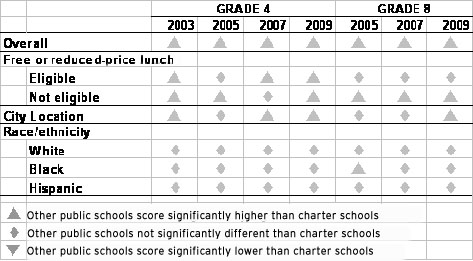 GRADE 4 GRADE 8
2003 2005 2007 2009 2005 2007 2009
Overall
Free or reduced-price lunch
Eligible
Not eligible
City Location
Race/ethnicity
White
Black
Hispanic
Other public schools score significantly higher than charter schools
Other public schools not significantly different than charter schools
Other public schools score significantly lower than charter schools